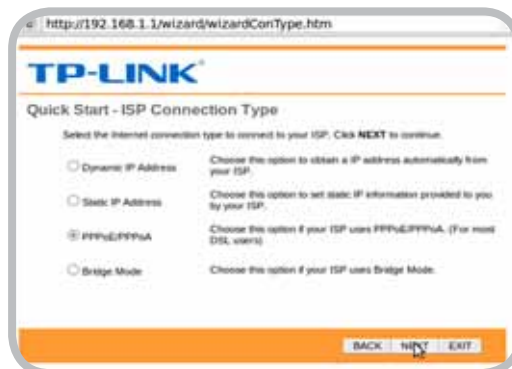 http://192.168.1.1/wizard/wizardConType.htm
TP-LINK
Quick Start - ISP Connection Type
Select the Internet connection type to connect to your ISP. Click NEXT to continue.
Dynamic IP Address
Choose this option to obtain a IP address automatically from
your ISP.
Static IP Address
Choose this option to set static IP information provided to you
by your ISP.
PPPoE/PPPoA
Choose this option if your ISP uses PPPoE/PPPoA. (For most
DSL users)
Bridge Mode
Choose this option if your ISP uses Bridge Mode.
BACK NEXT EXIT